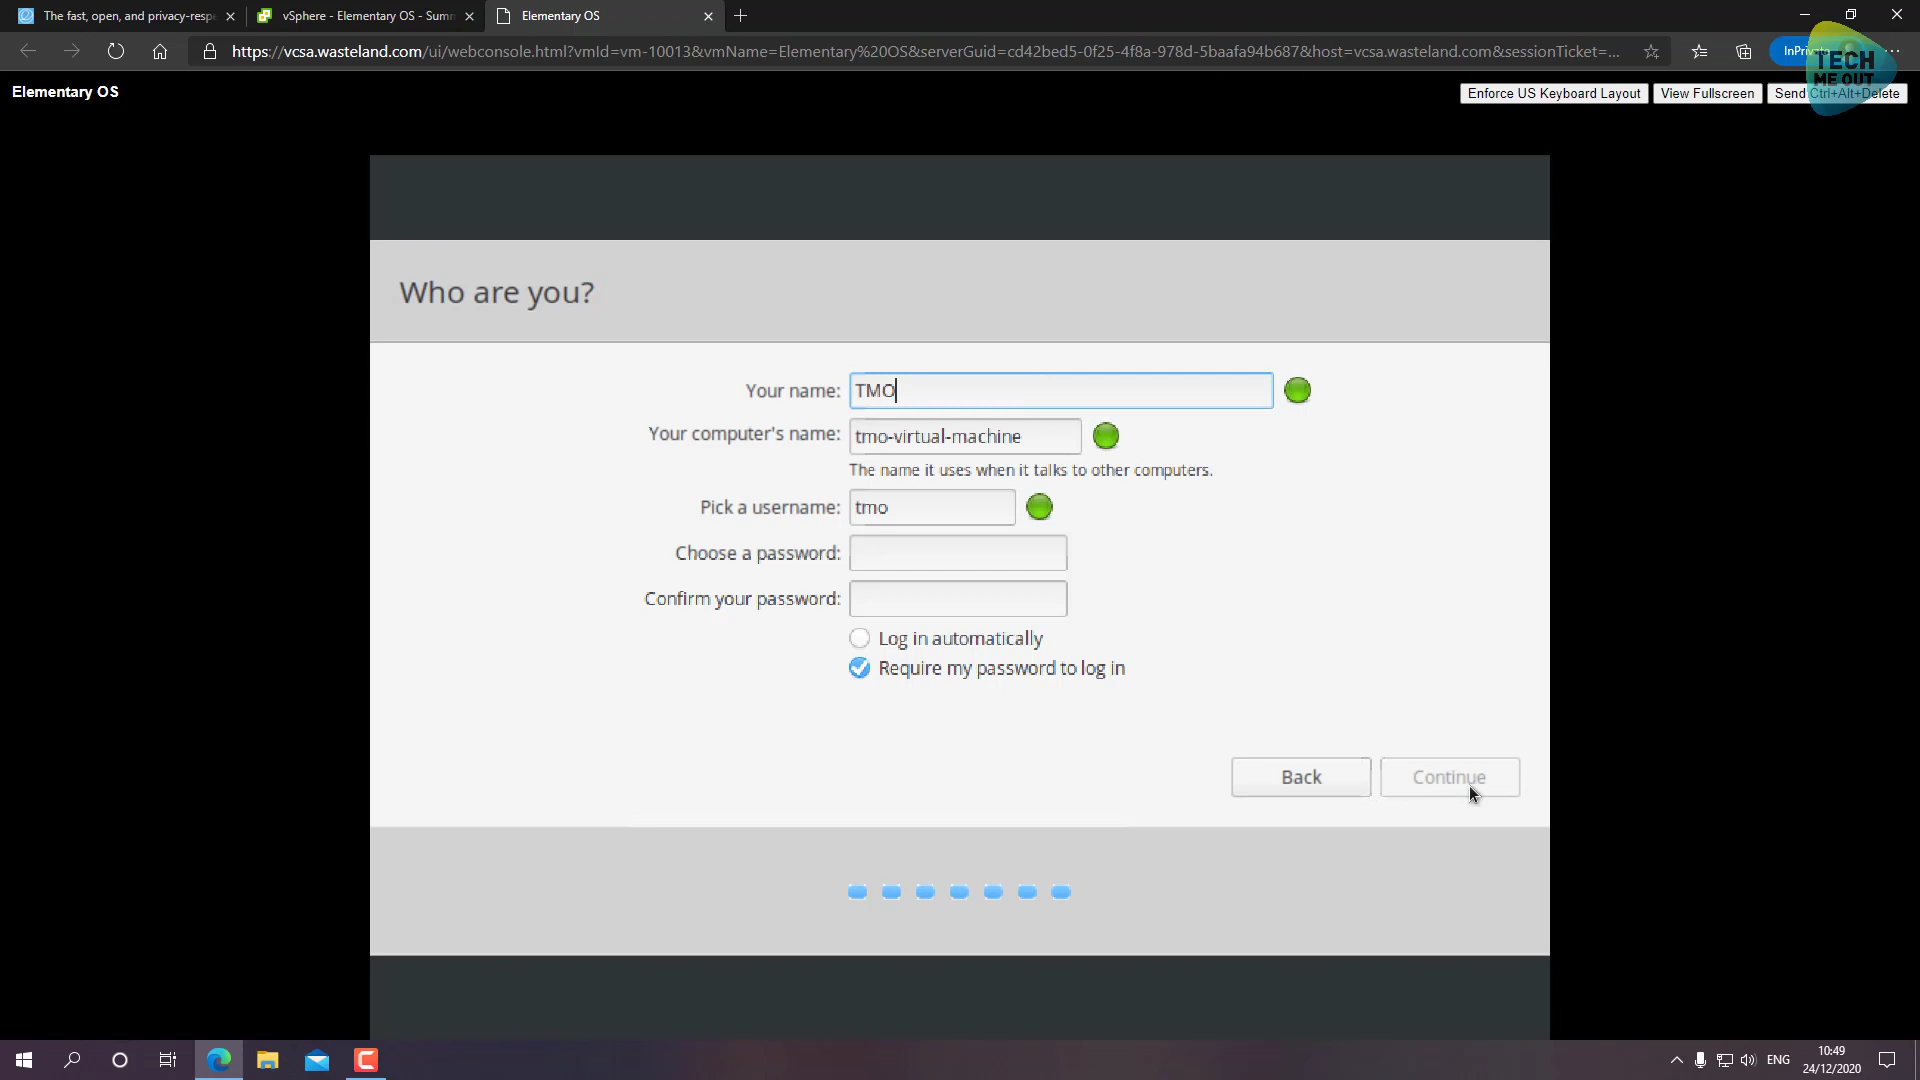 The fast, open, and privacy-resp
vSphere - Elementary OS - Sum
Elementary OS
https://vcsa.wasteland.com/ui/webconsole.html?vmId=vm-10013&vmName=Elementary%20OS&serverGuid=cd42bed5-0f25-4f8a-978d-5baafa94b687&host=vcsa.wasteland.com&sessionTicket=...
InPrivate
TECH
ME OUT
Elementary OS
Enforce US Keyboard Layout
View Fullscreen
Send Ctrl+Alt+Delete
Who are you?
Your name: TMO
Your computer's name: tmo-virtual-machine
The name it uses when it talks to other computers.
Pick a username: tmo
Choose a password:
Confirm your password:
Log in automatically
Require my password to log in
Back
Continue
ENG
10:49
24/12/2020